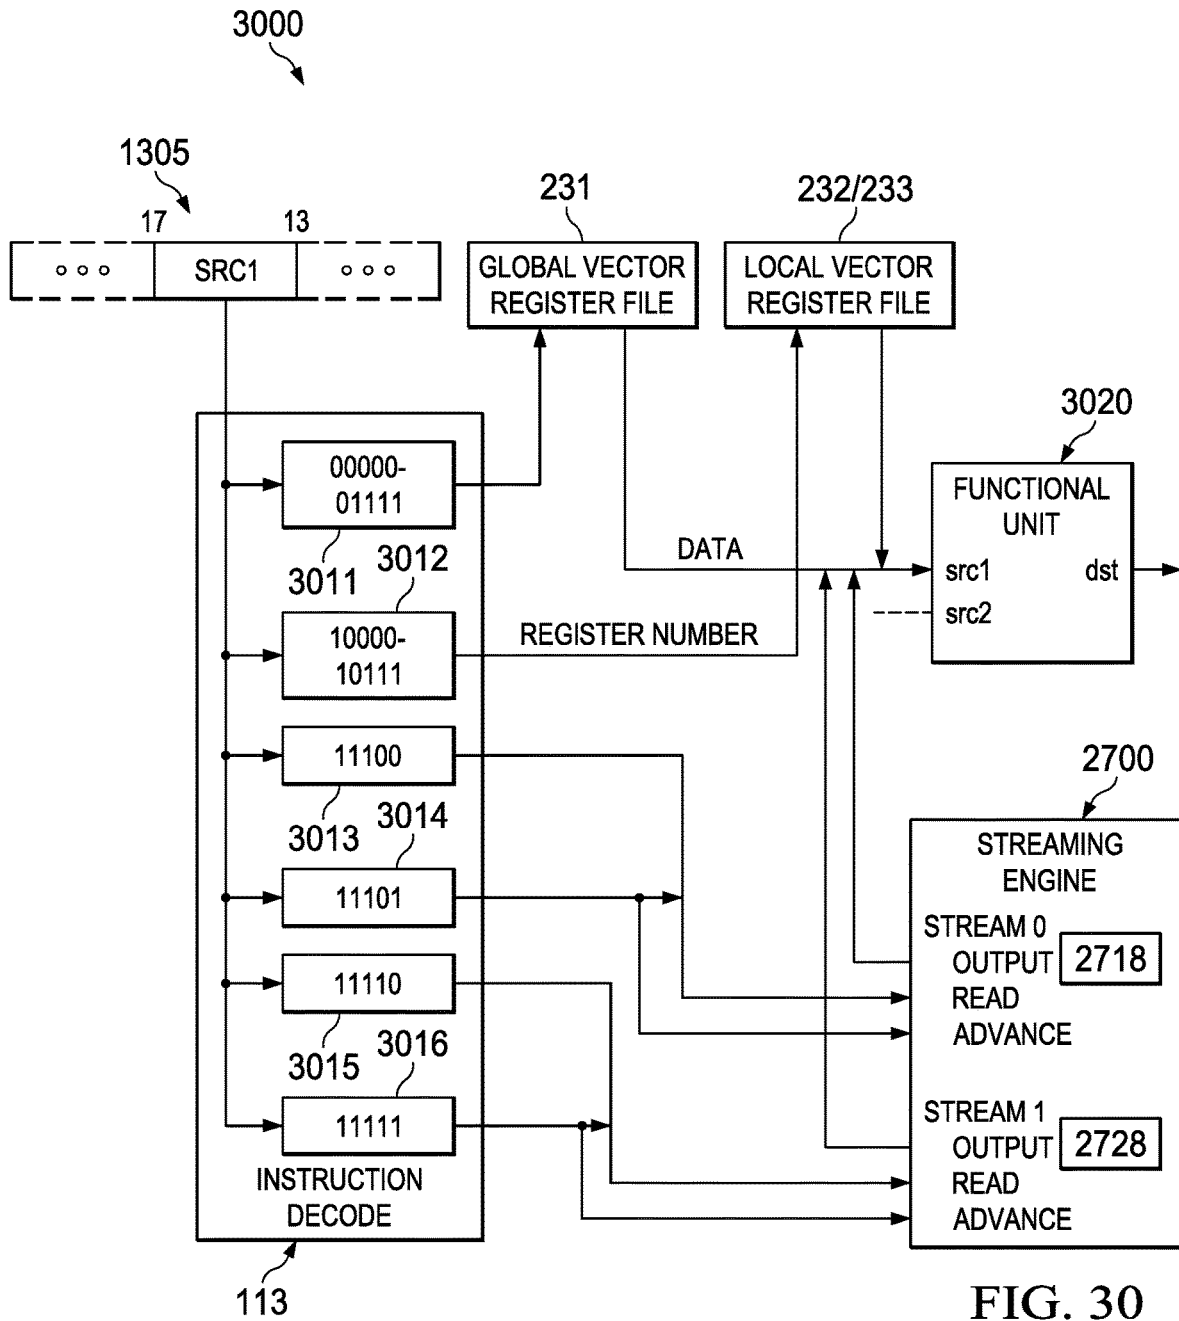 3000
1305
17
13
231
232/233
○ ○ ○
SRC1
○ ○ ○
GLOBAL VECTOR
REGISTER FILE
LOCAL VECTOR
REGISTER FILE
3020
00000-
01111
3011
FUNCTIONAL
UNIT
DATA
src1
dst
src2
3012
10000-
10111
REGISTER NUMBER
11100
3013
3014
11101
11110
3015
3016
11111
INSTRUCTION
DECODE
113
2700
STREAMING
ENGINE
STREAM 0
OUTPUT 2718
READ
ADVANCE
STREAM 1
OUTPUT 2728
READ
ADVANCE
FIG. 30